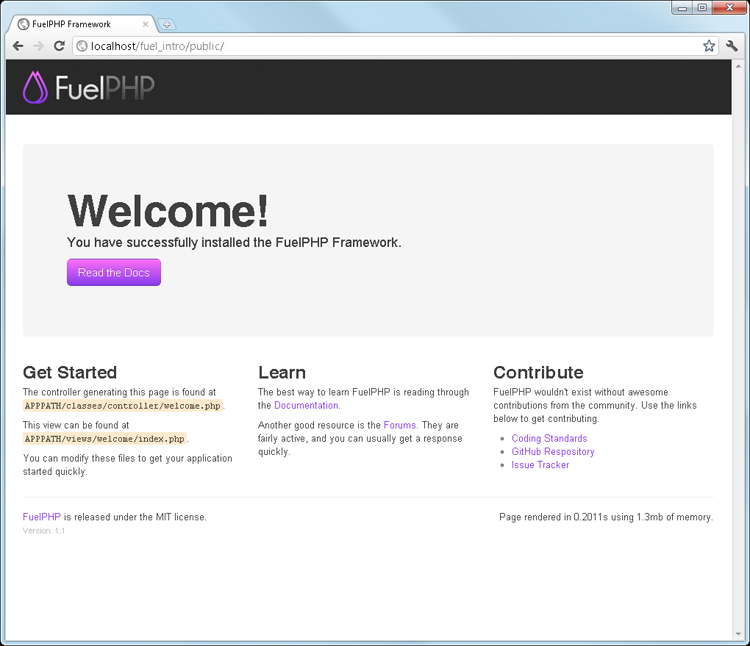 FuelPHP Framework
localhost/fuel_intro/public/
FuelPHP
Welcome!
You have successfully installed the FuelPHP Framework.
Read the Docs
Get Started
The controller generating this page is found at
APPPATH/classes/controller/welcome.php.
This view can be found at
APPPATH/views/welcome/index.php.
You can modify these files to get your application
started quickly.
Learn
The best way to learn FuelPHP is reading through
the Documentation.
Another good resource is the Forums. They are
fairly active, and you can usually get a response
quickly.
Contribute
FuelPHP wouldn't exist without awesome
contributions from the community. Use the links
below to get contributing.
Coding Standards
GitHub Respository
Issue Tracker
FuelPHP is released under the MIT license.
Version: 1.1
Page rendered in 0.2011s using 1.3mb of memory.